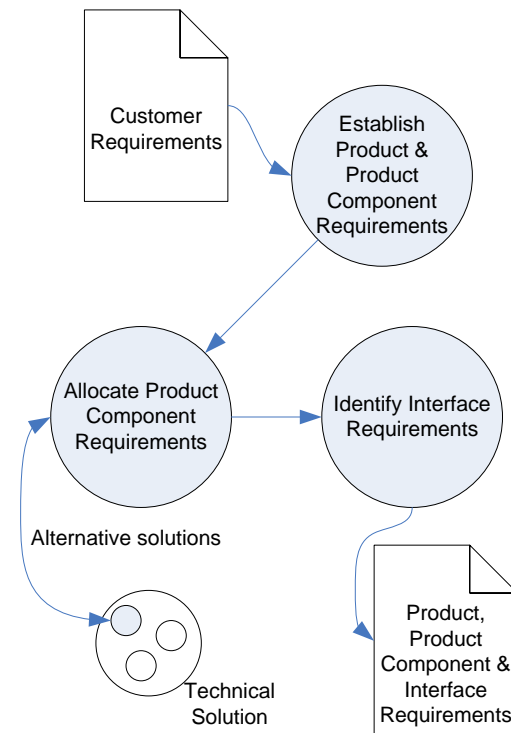 Customer
Requirements
Establish
Product &
Product
Component
Requirements
Allocate Product
Component
Requirements
Identify Interface
Requirements
Alternative solutions
Technical
Solution
Product,
Product
Component &
Interface
Requirements